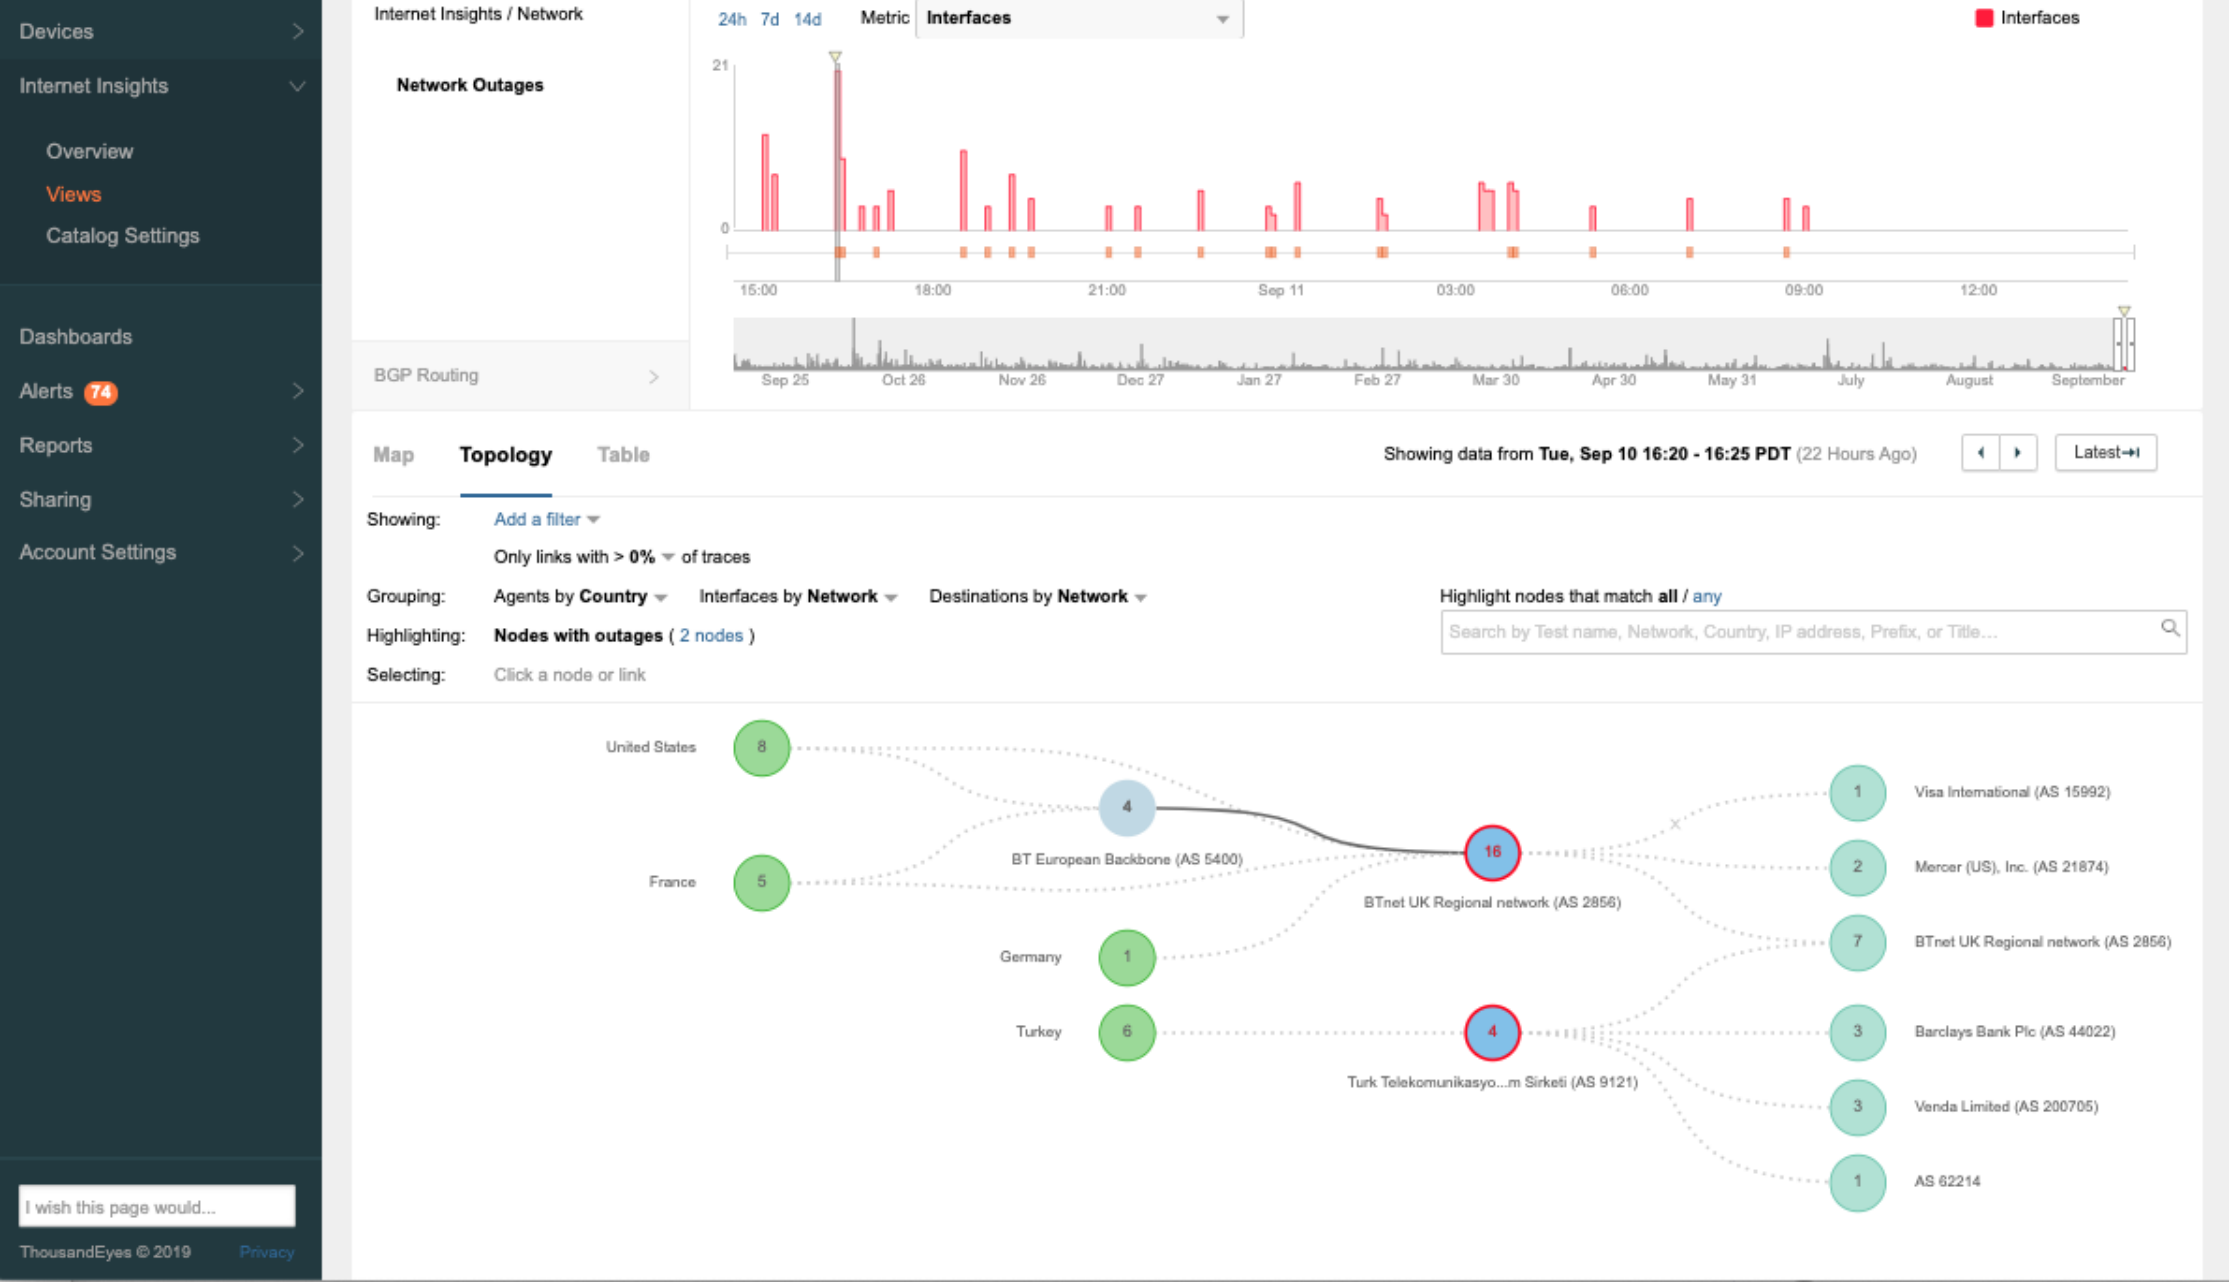 Devices
Internet Insights
Overview
Views
Catalog Settings
Dashboards
Alerts 74
Reports
Sharing
Account Settings
I wish this page would...
ThousandEyes © 2019 Privacy
Internet Insights / Network
Network Outages
BGP Routing
24h 7d 14d Metric Interfaces
Interfaces
21
0
15:00 18:00 21:00 Sep 11 03:00 06:00 09:00 12:00
Sep 25 Oct 26 Nov 26 Dec 27 Jan 27 Feb 27 Mar 30 Apr 30 May 31 July August September
Map Topology Table
Showing data from Tue, Sep 10 16:20 - 16:25 PDT (22 Hours Ago)
Latest
Showing: Add a filter
Only links with > 0% of traces
Grouping: Agents by Country Interfaces by Network Destinations by Network
Highlight nodes that match all / any
Highlighting: Nodes with outages ( 2 nodes )
Search by Test name, Network, Country, IP address, Prefix, or Title...
Selecting: Click a node or link
United States 8
4
BT European Backbone (AS 5400)
1 Visa International (AS 15992)
16
BTnet UK Regional network (AS 2856)
2 Mercer (US), Inc. (AS 21874)
France 5
7 BTnet UK Regional network (AS 2856)
Germany 1
Turkey 6
4
Turk Telekomunikasyo...m Sirketi (AS 9121)
3 Barclays Bank Plc (AS 44022)
3 Venda Limited (AS 200705)
1 AS 62214